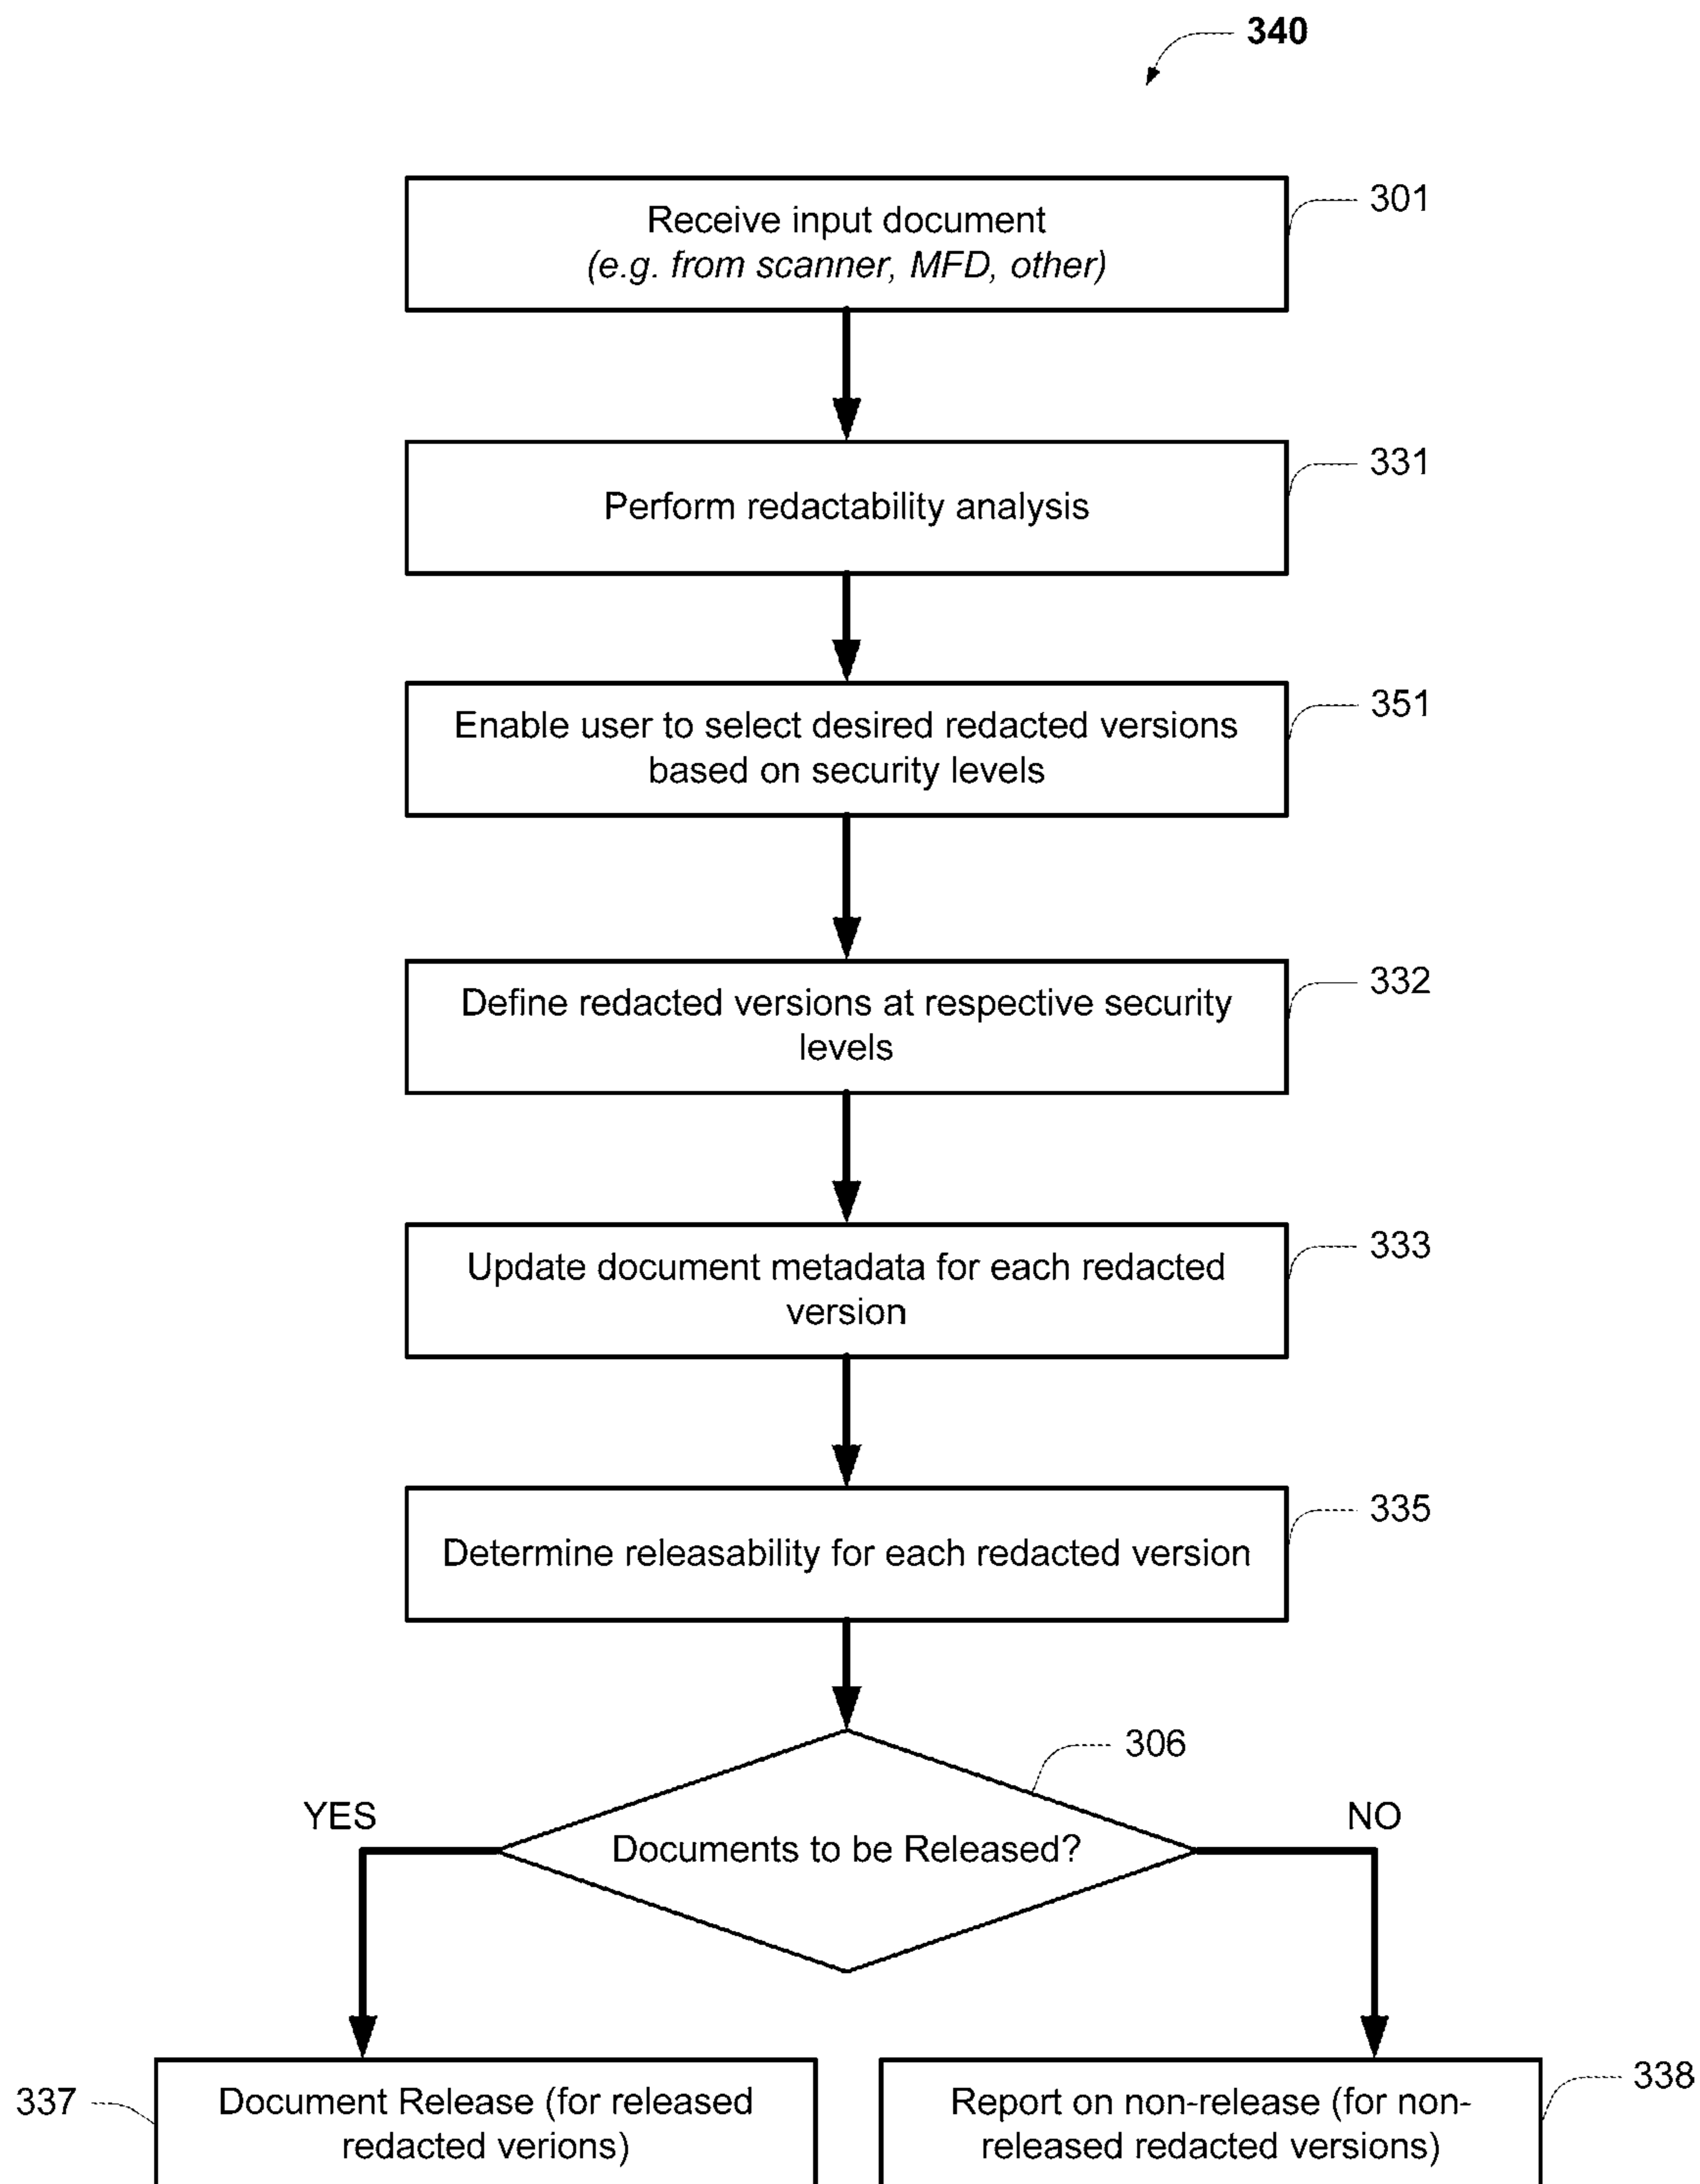 340
Receive input document
(e.g. from scanner, MFD, other)
301
Perform redactability analysis
331
Enable user to select desired redacted versions
based on security levels
351
Define redacted versions at respective security
levels
332
Update document metadata for each redacted
version
333
Determine releasability for each redacted version
335
306
YES
Documents to be Released?
NO
337
Document Release (for released
redacted verions)
Report on non-release (for non-
released redacted versions)
338